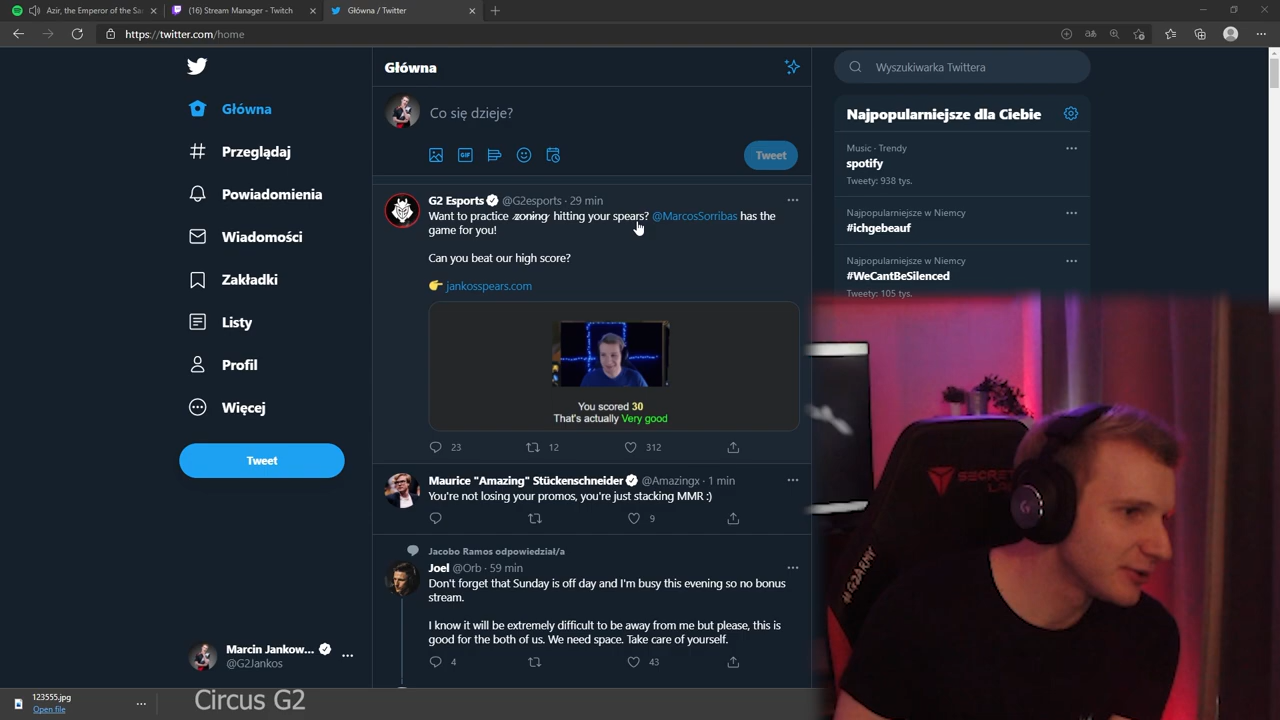 Azir, the Emperor of the Sa
(16) Stream Manager - Twitch
Główna / Twitter
https://twitter.com/home
Główna
Przeglądaj
Powiadomienia
Wiadomości
Zakładki
Listy
Profil
Więcej
Tweet
Marcin Jankow...
@G2Jankos
Główna
Co się dzieje?
GIF
Tweet
G2 Esports @G2esports · 29 min
Want to practice zoning hitting your spears? @MarcosSorribas has the
game for you!
Can you beat our high score?
👉 jankosspears.com
You scored 30
That's actually Very good
23 12 312
Maurice "Amazing" Stückenschneider @Amazingx · 1 min
You're not losing your promos, you're just stacking MMR :)
9
Jacobo Ramos odpowiedział/a
Joel @Orb · 59 min
Don't forget that Sunday is off day and I'm busy this evening so no bonus
stream.
I know it will be extremely difficult to be away from me but please, this is
good for the both of us. We need space. Take care of yourself.
4 43
Wyszukiwarka Twittera
Najpopularniejsze dla Ciebie
Music · Trendy
spotify
Tweety: 938 tys.
Najpopularniejsze w Niemcy
#ichgebeauf
Najpopularniejsze w Niemcy
#WeCantBeSilenced
Tweety: 105 tys.
#G2ARMY
123555.jpg
Open file
Circus G2